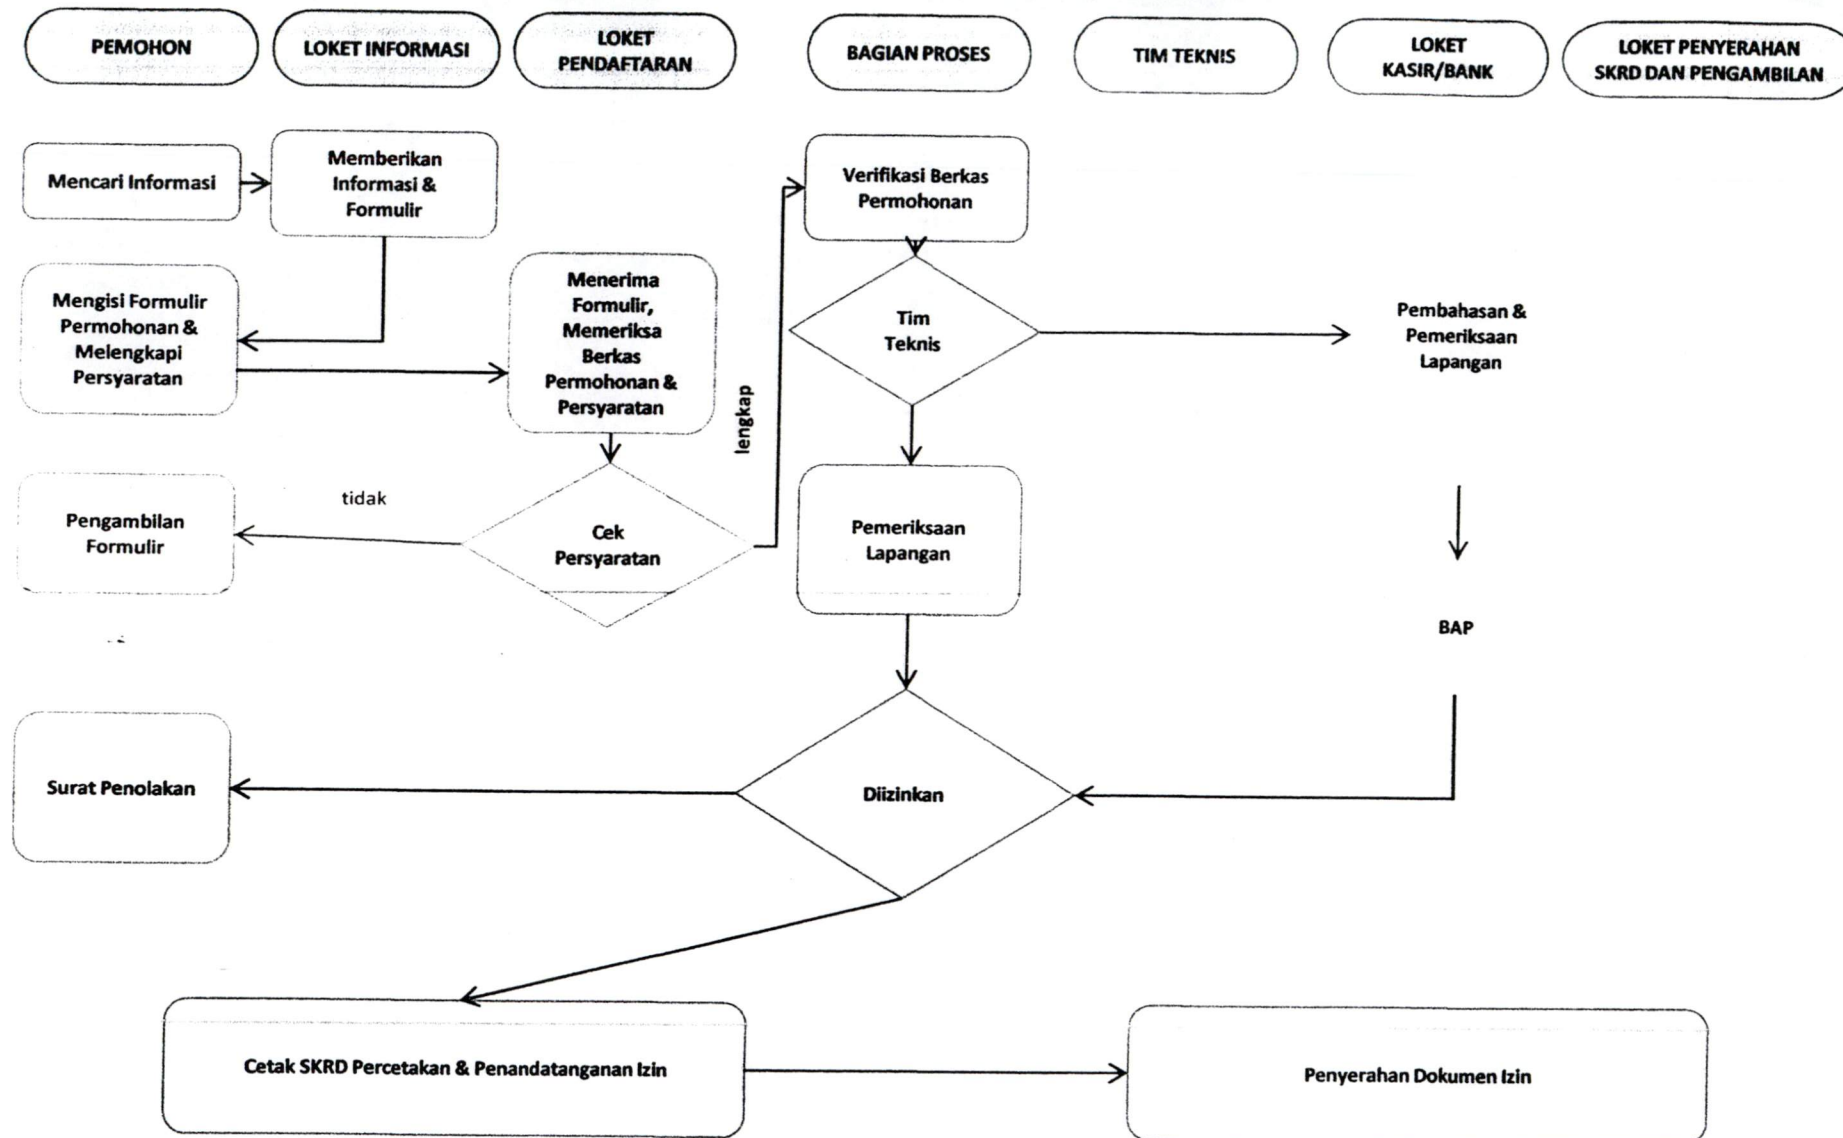 PEMOHON
LOKET INFORMASI
LOKET
PENDAFTARAN
BAGIAN PROSES
TIM TEKNIS
LOKET
KASIR/BANK
LOKET PENYERAHAN
SKRD DAN PENGAMBILAN
Mencari Informasi
Memberikan
Informasi &
Formulir
Verifikasi Berkas
Permohonan
Mengisi Formulir
Permohonan &
Melengkapi
Persyaratan
Menerima
Formulir,
Memeriksa
Berkas
Permohonan &
Persyaratan
lengkap
Tim
Teknis
Pembahasan &
Pemeriksaan
Lapangan
tidak
Pengambilan
Formulir
Cek
Persyaratan
Pemeriksaan
Lapangan
BAP
Surat Penolakan
Diizinkan
Cetak SKRD Percetakan & Penandatanganan Izin
Penyerahan Dokumen Izin